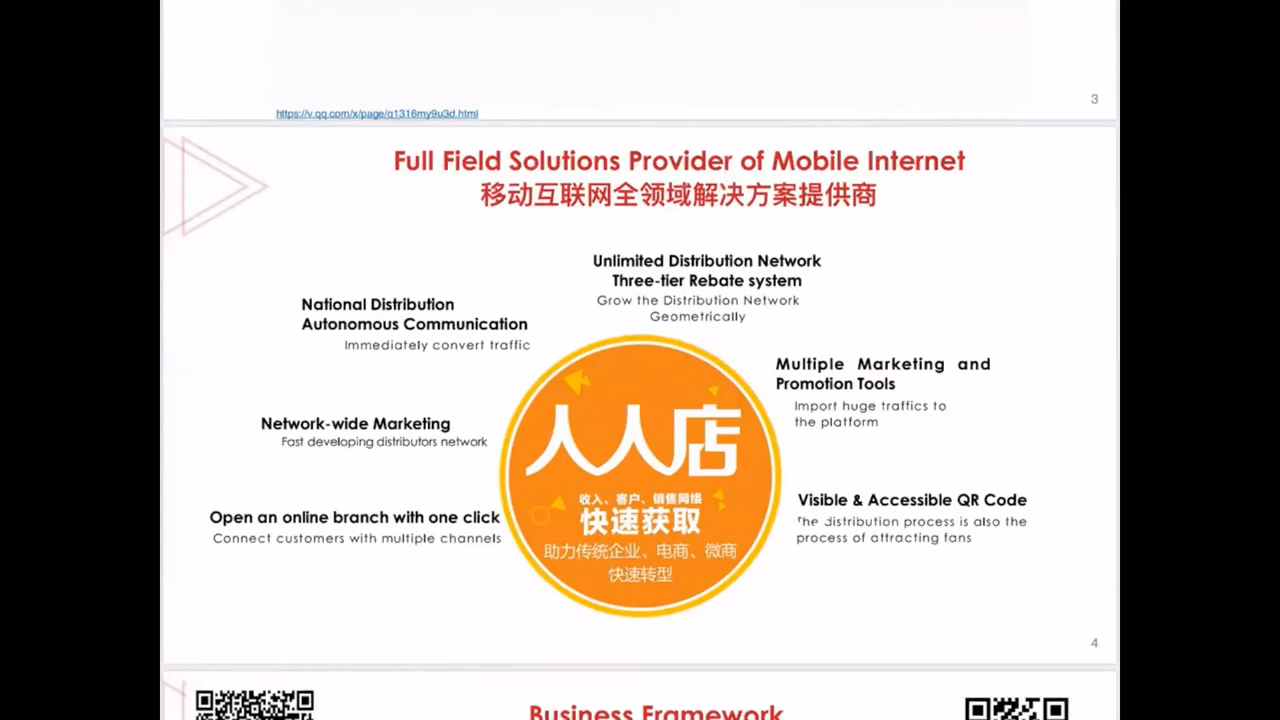 https://v.qq.com/x/page/q1316my9u3d.html
3
Full Field Solutions Provider of Mobile Internet
移动互联网全领域解决方案提供商
Unlimited Distribution Network
Three-tier Rebate system
Grow the Distribution Network
Geometrically
National Distribution
Autonomous Communication
Immediately convert traffic
Multiple Marketing and
Promotion Tools
Import huge traffics to
the platform
Network-wide Marketing
Fast developing distributors network
人人店
收入、客户、销售网络
快速获取
助力传统企业、电商、微商
快速转型
Visible & Accessible QR Code
The distribution process is also the
process of attracting fans
Open an online branch with one click
Connect customers with multiple channels
4
Business Framework